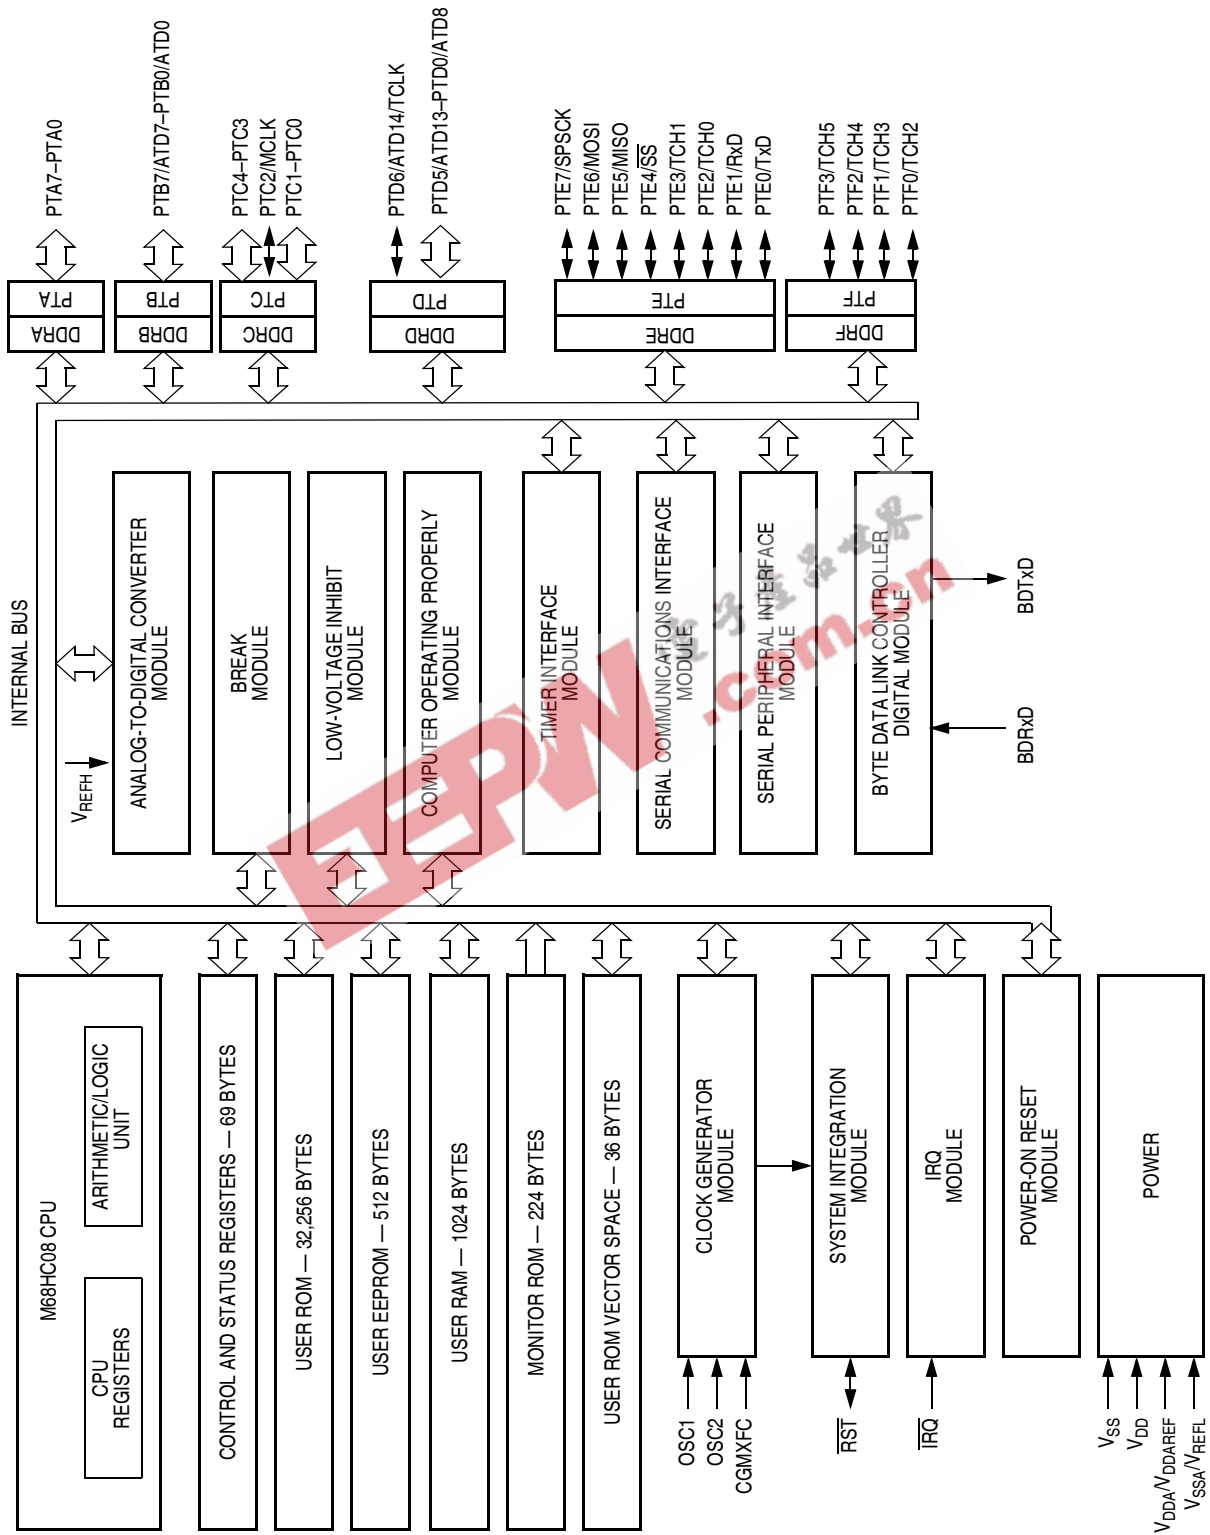 M68HC08 CPU
CPU
REGISTERS
ARITHMETIC/LOGIC
UNIT
CONTROL AND STATUS REGISTERS — 69 BYTES
USER ROM — 32,256 BYTES
USER EEPROM — 512 BYTES
USER RAM — 1024 BYTES
MONITOR ROM — 224 BYTES
USER ROM VECTOR SPACE — 36 BYTES
OSC1
OSC2
CGMXFC
CLOCK GENERATOR
MODULE
RST
SYSTEM INTEGRATION
MODULE
IRQ
IRQ
MODULE
POWER-ON RESET
MODULE
VSS
VDD
VDDA/VDDAREF
VSSA/VREFL
POWER
INTERNAL BUS
VREFH
ANALOG-TO-DIGITAL CONVERTER
MODULE
BREAK
MODULE
LOW-VOLTAGE INHIBIT
MODULE
COMPUTER OPERATING PROPERLY
MODULE
TIMER INTERFACE
MODULE
SERIAL COMMUNICATIONS INTERFACE
MODULE
SERIAL PERIPHERAL INTERFACE
MODULE
BYTE DATA LINK CONTROLLER
DIGITAL MODULE
BDRxD
BDTxD
DDRA
PTA
PTA7–PTA0
DDRB
PTB
PTB7/ATD7–PTB0/ATD0
DDRC
PTC
PTC4–PTC3
PTC2/MCLK
PTC1–PTC0
DDRD
PTD
PTD6/ATD14/TCLK
PTD5/ATD13–PTD0/ATD8
DDRE
PTE
PTE7/SPSCK
PTE6/MOSI
PTE5/MISO
PTE4/SS
PTE3/TCH1
PTE2/TCH0
PTE1/RxD
PTE0/TxD
DDRF
PTF
PTF3/TCH5
PTF2/TCH4
PTF1/TCH3
PTF0/TCH2
EEPW
.com.cn
電子產品世界